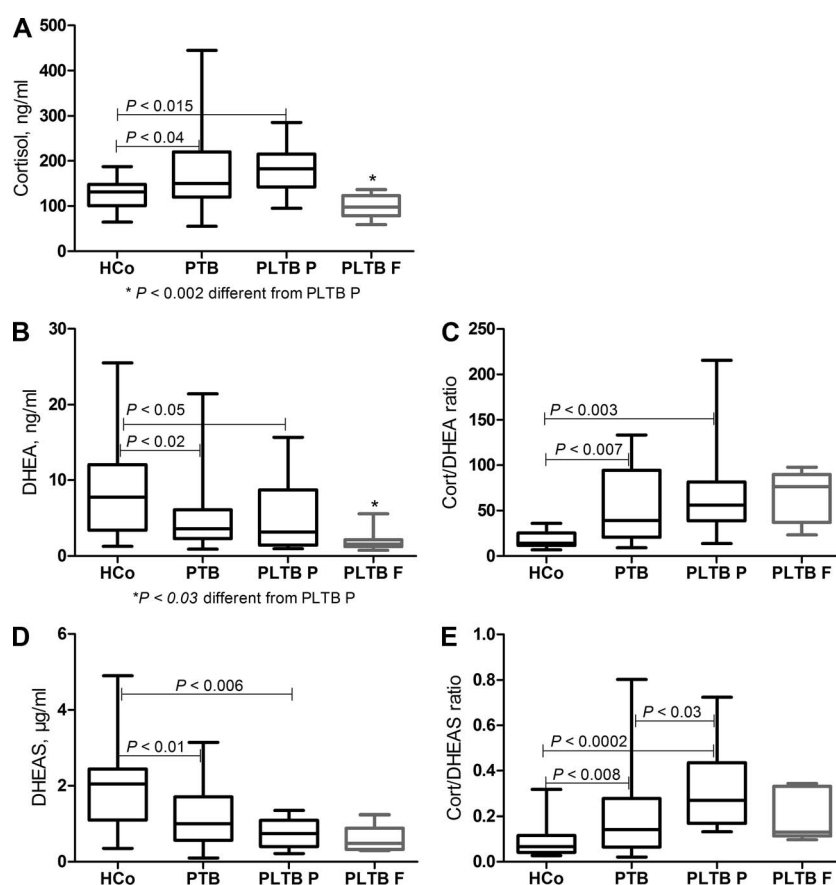 A
Cortisol, ng/ml
500
400
300
200
100
0
P < 0.015
P < 0.04
*
HCo PTB PLTB P PLTB F
* P < 0.002 different from PLTB P
B
DHEA, ng/ml
30
20
10
0
P < 0.05
P < 0.02
*
HCo PTB PLTB P PLTB F
*P < 0.03 different from PLTB P
C
Cort/DHEA ratio
250
200
150
100
50
0
P < 0.003
P < 0.007
HCo PTB PLTB P PLTB F
D
DHEAS, µg/ml
6
4
2
0
P < 0.006
P < 0.01
HCo PTB PLTB P PLTB F
E
Cort/DHEAS ratio
1.0
0.8
0.6
0.4
0.2
0.0
P < 0.03
P < 0.0002
P < 0.008
HCo PTB PLTB P PLTB F